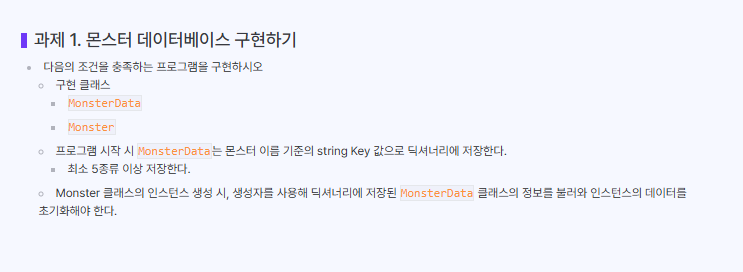 과제 1. 몬스터 데이터베이스 구현하기
다음의 조건을 충족하는 프로그램을 구현하시오
구현 클래스
MonsterData
Monster
프로그램 시작 시 MonsterData는 몬스터 이름 기준의 string Key 값으로 딕셔너리에 저장한다.
최소 5종류 이상 저장한다.
Monster 클래스의 인스턴스 생성 시, 생성자를 사용해 딕셔너리에 저장된 MonsterData 클래스의 정보를 불러와 인스턴스의 데이터를
초기화해야 한다.